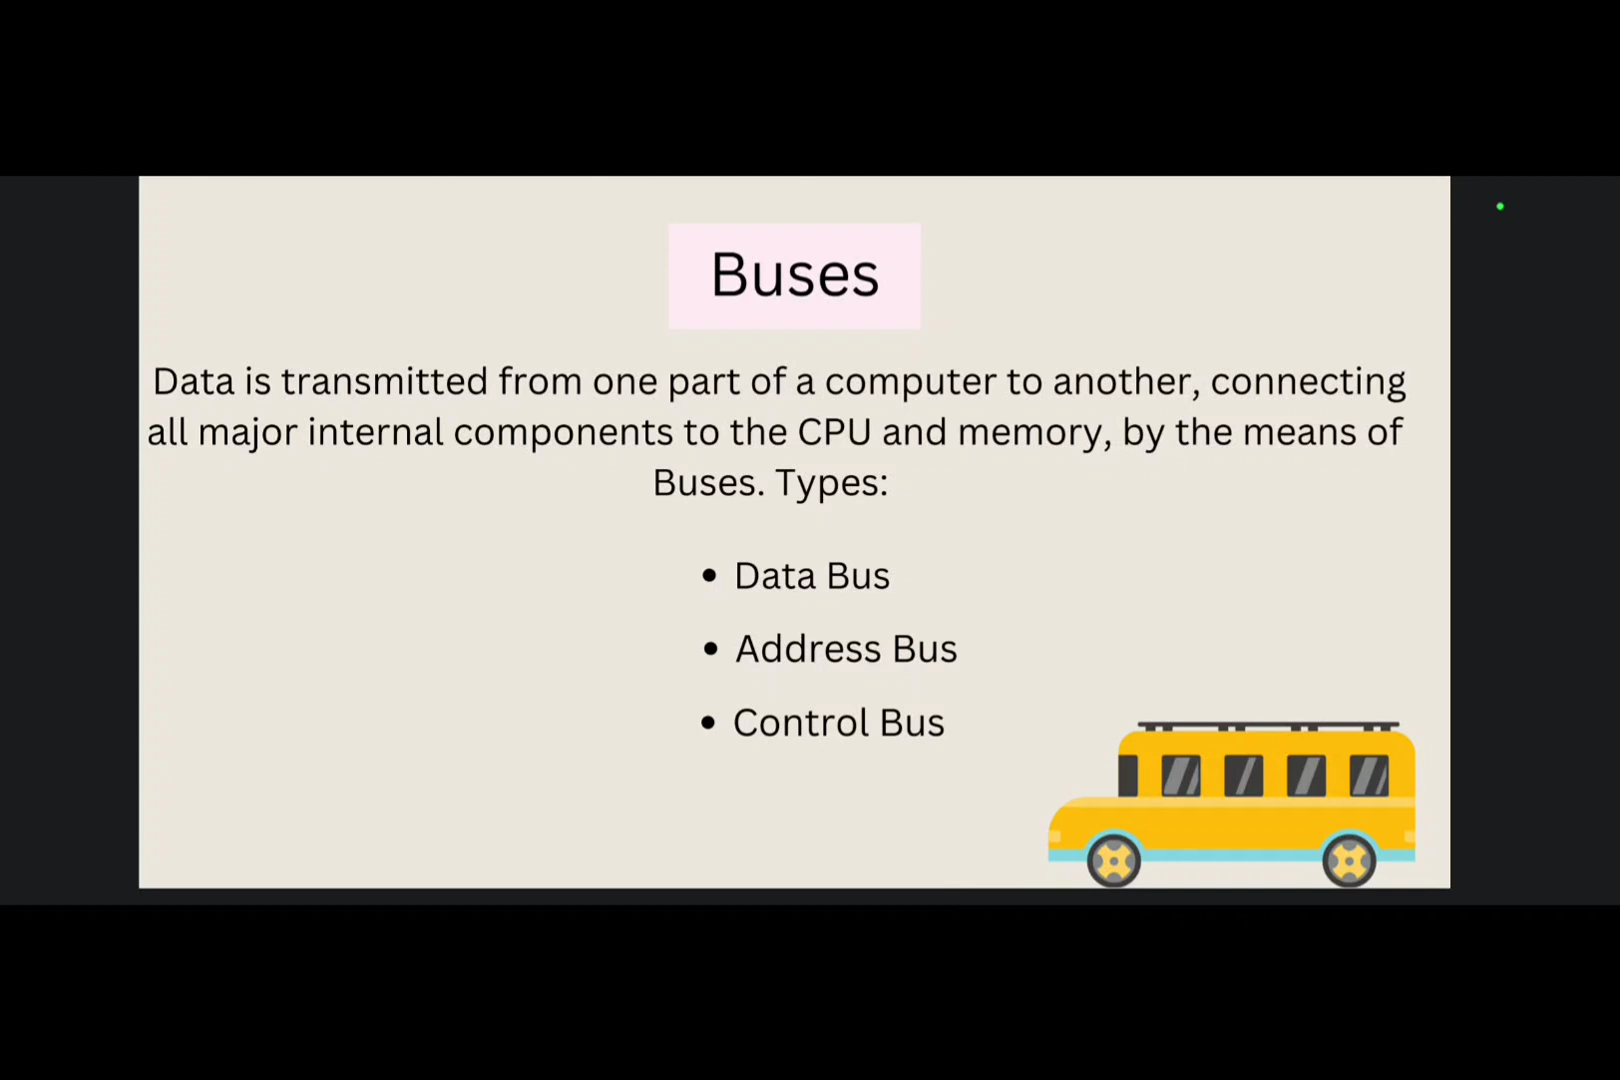 Buses
Data is transmitted from one part of a computer to another, connecting
all major internal components to the CPU and memory, by the means of
Buses. Types:
• Data Bus
• Address Bus
• Control Bus